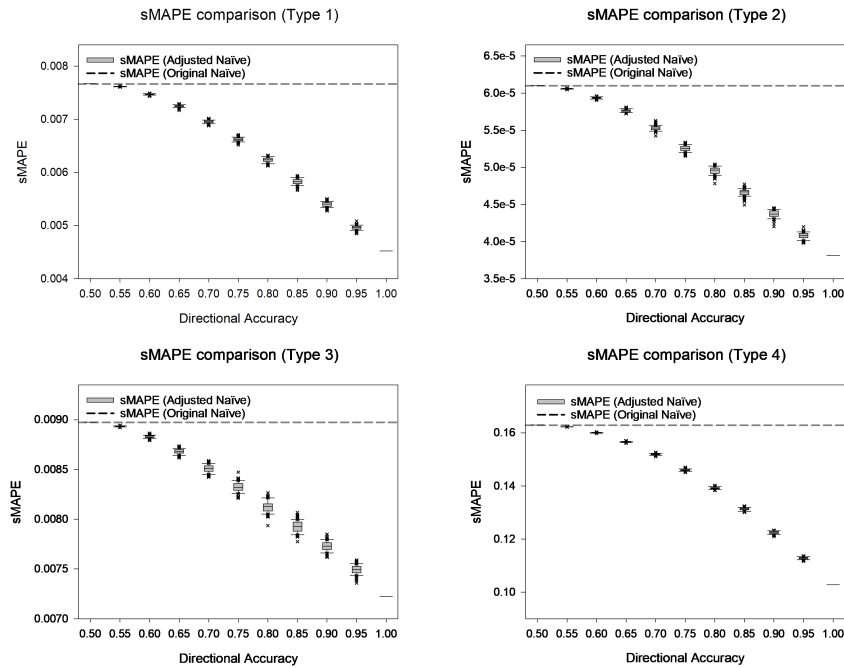 sMAPE comparison (Type 1)
sMAPE (Adjusted Naïve)
sMAPE (Original Naïve)
sMAPE
0.008
0.007
0.006
0.005
0.004
0.50 0.55 0.60 0.65 0.70 0.75 0.80 0.85 0.90 0.95 1.00
Directional Accuracy
sMAPE comparison (Type 2)
sMAPE (Adjusted Naïve)
sMAPE (Original Naïve)
sMAPE
6.5e-5
6.0e-5
5.5e-5
5.0e-5
4.5e-5
4.0e-5
3.5e-5
0.50 0.55 0.60 0.65 0.70 0.75 0.80 0.85 0.90 0.95 1.00
Directional Accuracy
sMAPE comparison (Type 3)
sMAPE (Adjusted Naïve)
sMAPE (Original Naïve)
sMAPE
0.0090
0.0085
0.0080
0.0075
0.0070
0.50 0.55 0.60 0.65 0.70 0.75 0.80 0.85 0.90 0.95 1.00
Directional Accuracy
sMAPE comparison (Type 4)
sMAPE (Adjusted Naïve)
sMAPE (Original Naïve)
sMAPE
0.16
0.14
0.12
0.10
0.50 0.55 0.60 0.65 0.70 0.75 0.80 0.85 0.90 0.95 1.00
Directional Accuracy